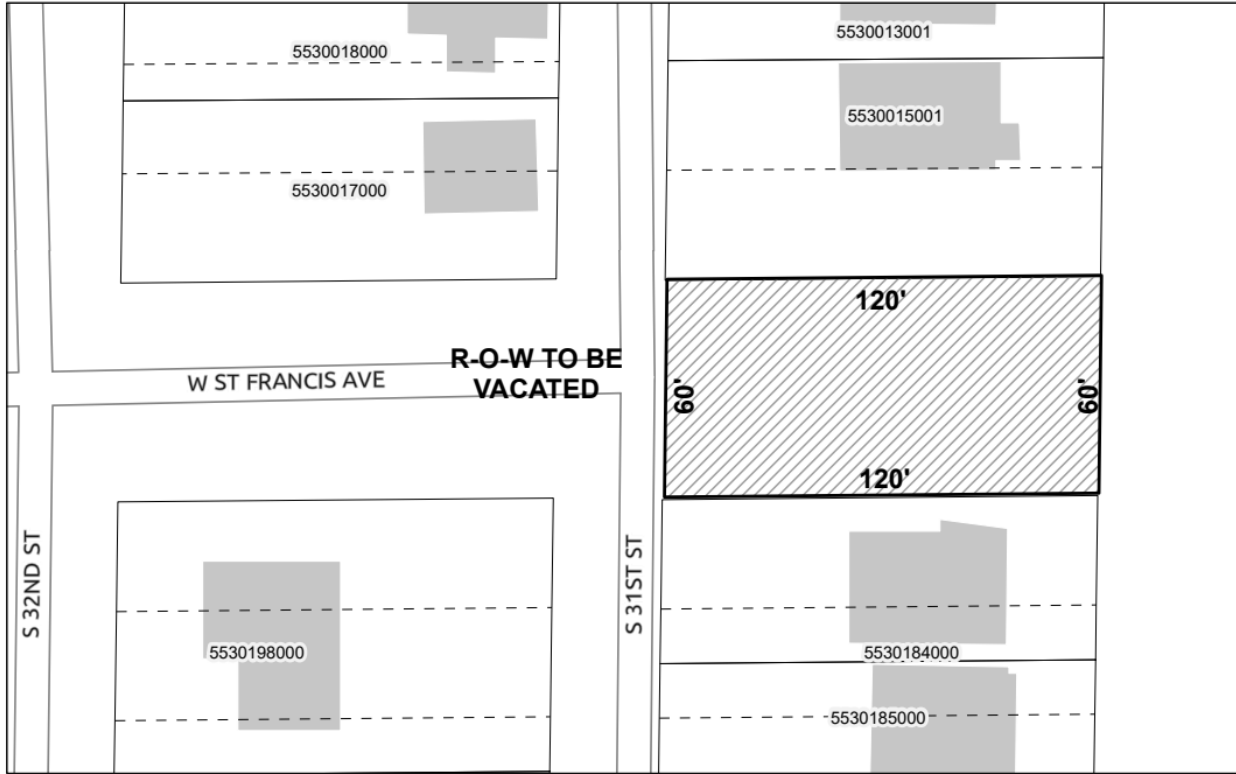 5530018000
5530013001
5530015001
5530017000
120'
R-O-W TO BE
VACATED
W ST FRANCIS AVE
60'
60'
120'
S 32ND ST
S 31ST ST
5530198000
5530184000
5530185000